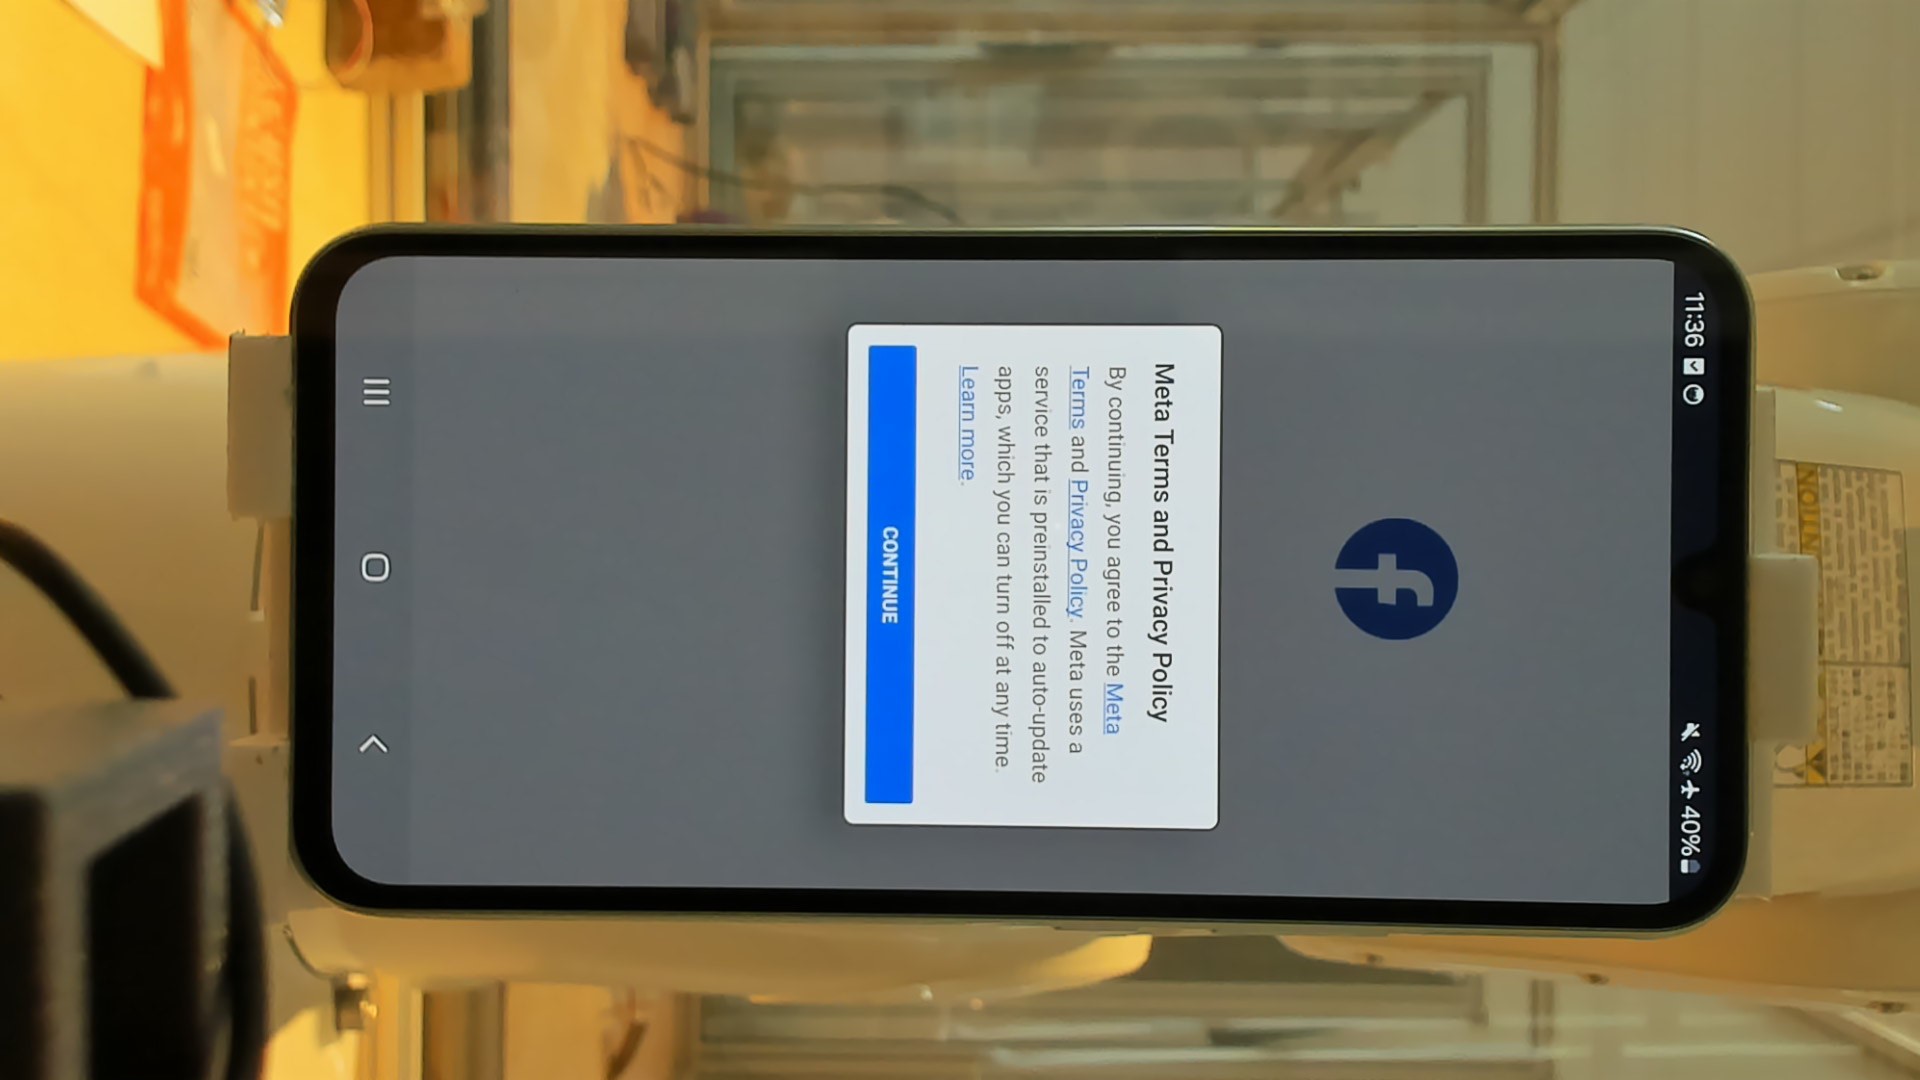 11:36
40%
Meta Terms and Privacy Policy
By continuing, you agree to the Meta
Terms and Privacy Policy. Meta uses a
service that is preinstalled to auto-update
apps, which you can turn off at any time.
Learn more.
CONTINUE